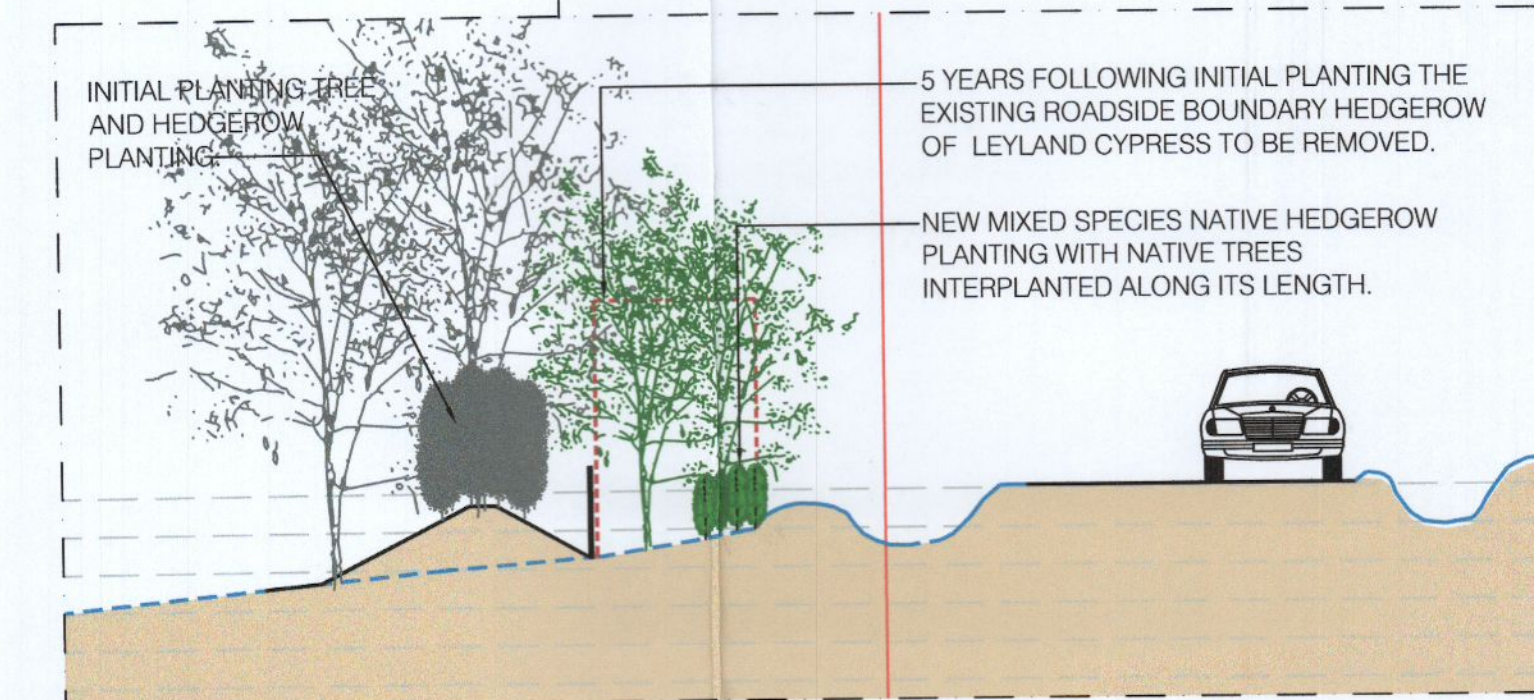 INITIAL PLANTING TREE
AND HEDGEROW
PLANTING
5 YEARS FOLLOWING INITIAL PLANTING THE
EXISTING ROADSIDE BOUNDARY HEDGEROW
OF LEYLAND CYPRESS TO BE REMOVED.
NEW MIXED SPECIES NATIVE HEDGEROW
PLANTING WITH NATIVE TREES
INTERPLANTED ALONG ITS LENGTH.